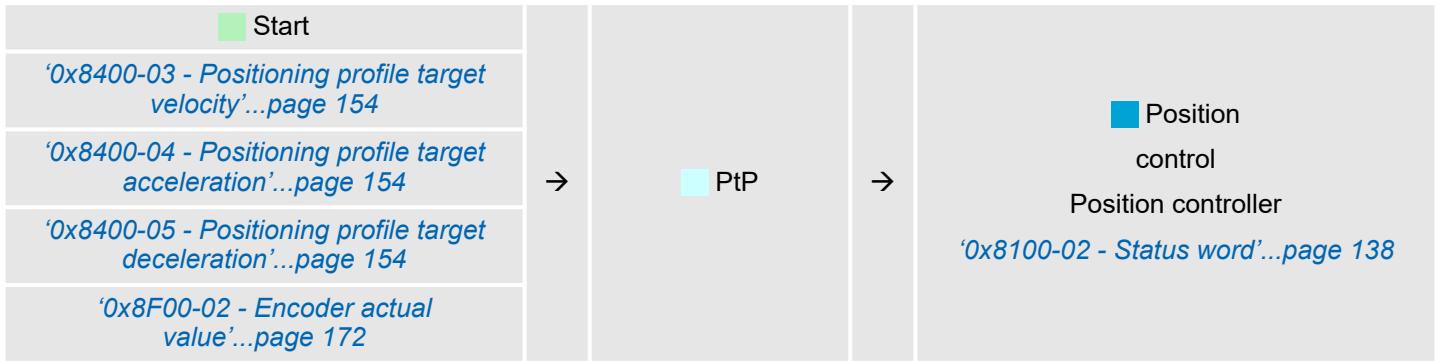 Start
‘0x8400-03 - Positioning profile target
velocity’...page 154
‘0x8400-04 - Positioning profile target
acceleration’...page 154
‘0x8400-05 - Positioning profile target
deceleration’...page 154
‘0x8F00-02 - Encoder actual
value’...page 172
→
PtP
→
Position
control
Position controller
‘0x8100-02 - Status word’...page 138